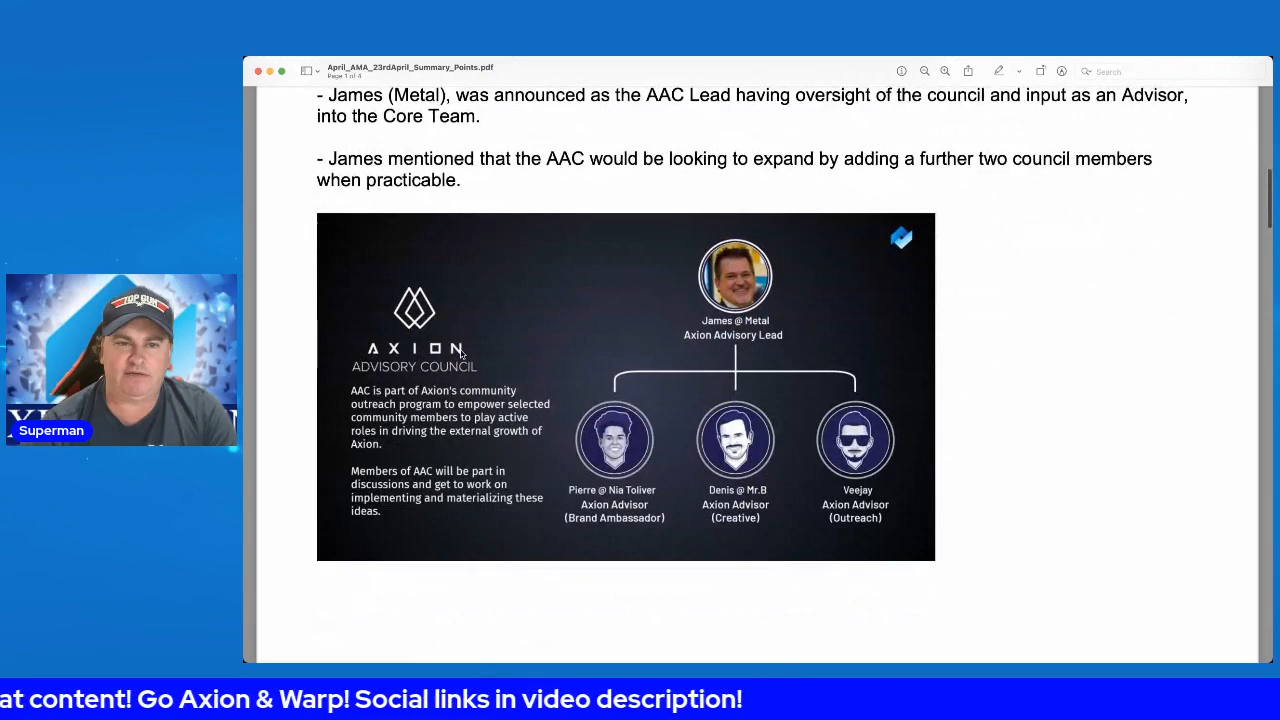 April_AMA_23rdApril_Summary_Points.pdf
Page 1 of 4
Search
- James (Metal), was announced as the AAC Lead having oversight of the council and input as an Advisor,
into the Core Team.
- James mentioned that the AAC would be looking to expand by adding a further two council members
when practicable.
AXION
ADVISORY COUNCIL
AAC is part of Axion's community
outreach program to empower selected
community members to play active
roles in driving the external growth of
Axion.
Members of AAC will be part in
discussions and get to work on
implementing and materializing these
ideas.
James @ Metal
Axion Advisory Lead
Pierre @ Nia Toliver
Axion Advisor
(Brand Ambassador)
Denis @ Mr.B
Axion Advisor
(Creative)
Veejay
Axion Advisor
(Outreach)
TOP GUN
Superman
at content! Go Axion & Warp! Social links in video description!